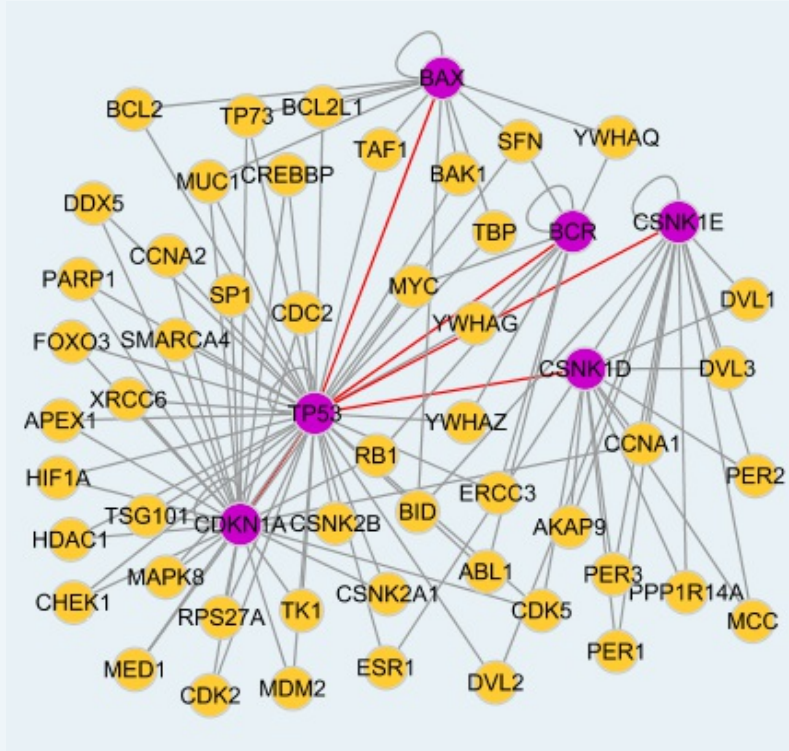 BAX
BCL2
TP73
BCL2L1
TAF1
SFN
YWHAQ
MUC1
CREBBP
BAK1
DDX5
TBP
BCR
CSNK1E
CCNA2
PARP1
SP1
MYC
CDC2
YWHAG
DVL1
FOXO3
SMARCA4
CSNK1D
DVL3
XRCC6
TP53
APEX1
YWHAZ
RB1
CCNA1
HIF1A
PER2
ERCC3
TSG101
CDKN1A
CSNK2B
BID
AKAP9
HDAC1
MAPK8
ABL1
PER3
CHEK1
RPS27A
TK1
CSNK2A1
CDK5
PPP1R14A
MCC
PER1
MED1
CDK2
MDM2
ESR1
DVL2